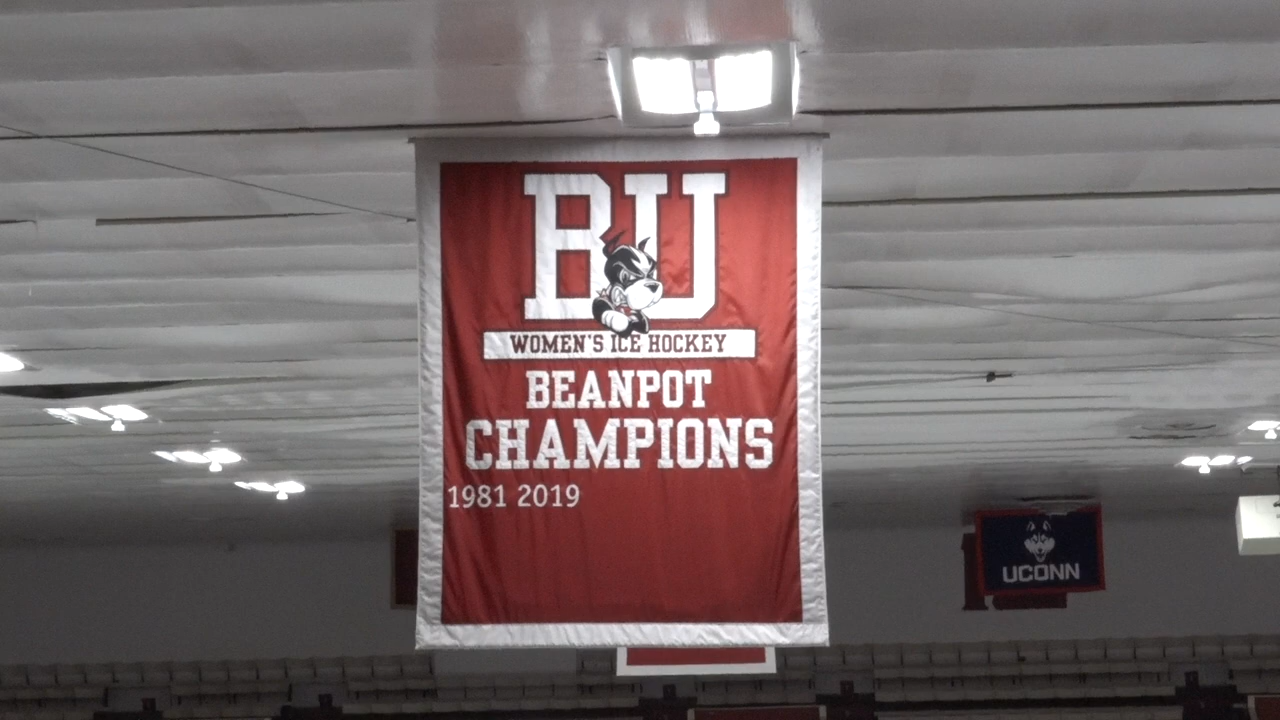 BU
WOMEN'S ICE HOCKEY
BEANPOT
CHAMPIONS
1981 2019
UCONN